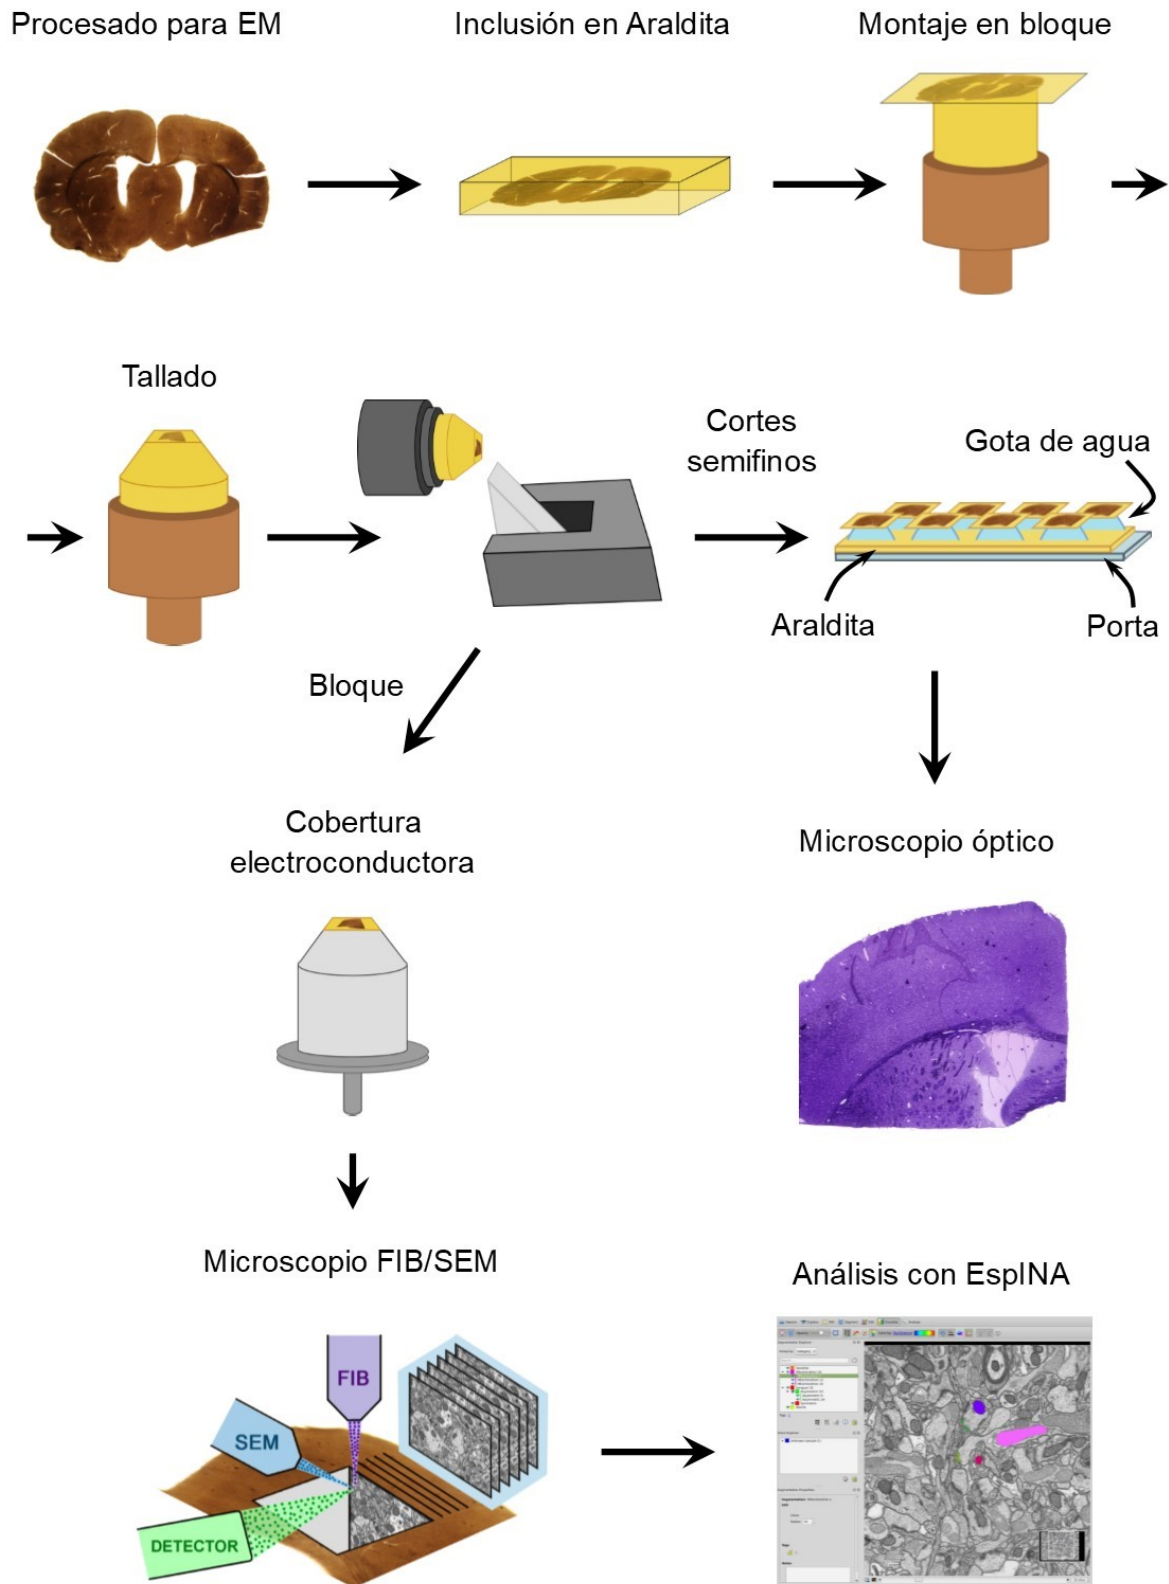 Procesado para EM
Inclusión en Araldita
Montaje en bloque
Tallado
Cortes
semifinos
Gota de agua
Araldita
Porta
Bloque
Cobertura
electroconductora
Microscopio óptico
Microscopio FIB/SEM
Análisis con EspINA
FIB
SEM
DETECTOR